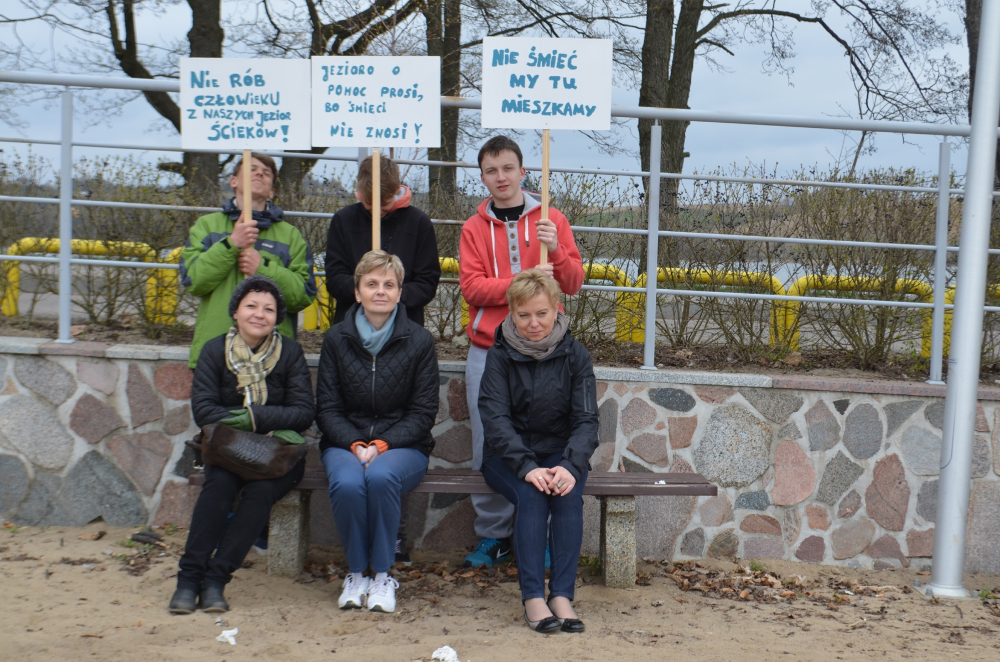 NiE RÓB
CZŁOWiEKU
Z NASZYCH JEZIOR
ŚCiEKÓW!
JEZIORO O
POMOC PROSi,
BO ŚMIECI
NiE ZNOSi!
NiE ŚMiEĆ
MY TU
MiESZKAMY